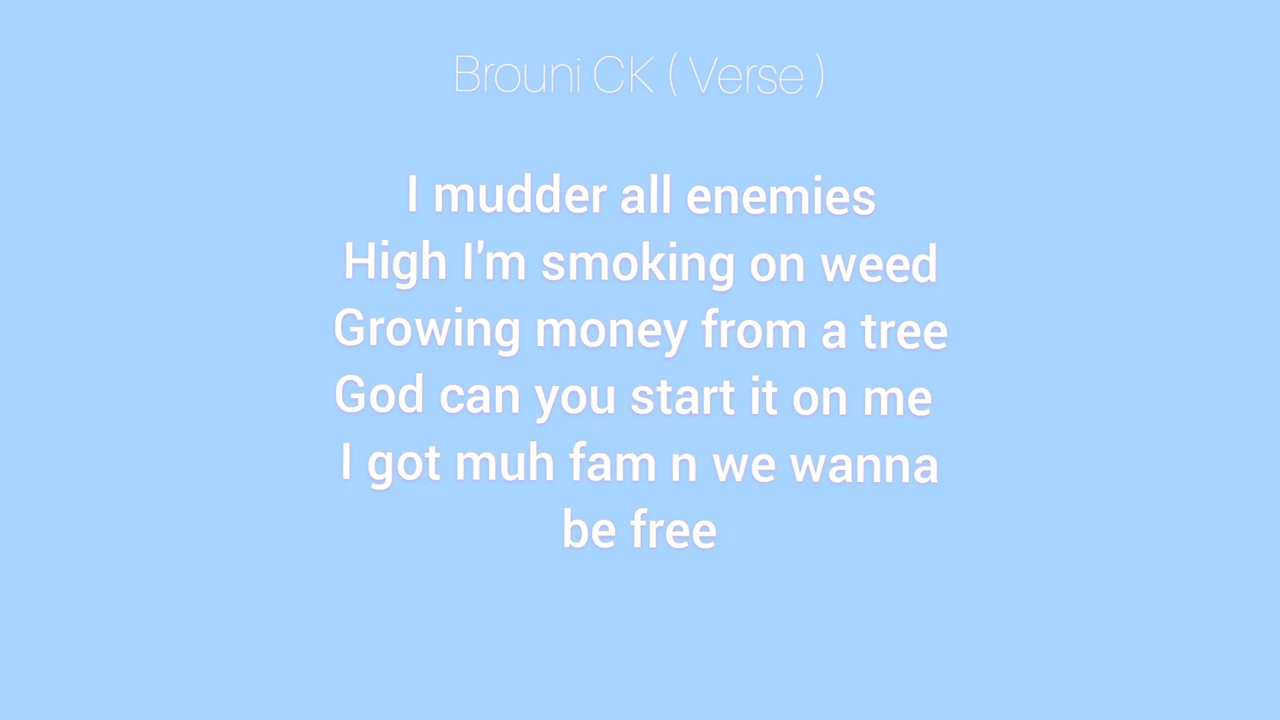 Brouni CK ( Verse )
I mudder all enemies
High I'm smoking on weed
Growing money from a tree
God can you start it on me
I got muh fam n we wanna
be free